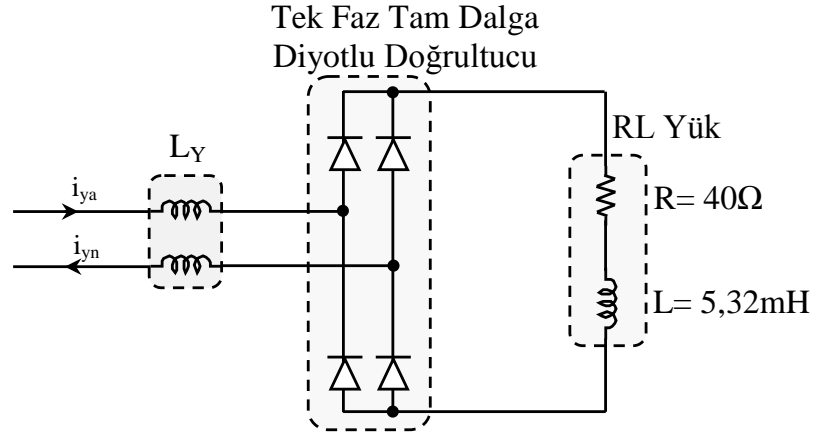 Tek Faz Tam Dalga
Diyotlu Doğrultucu
RL Yük
L_Y
i_ya
R= 40Ω
i_yn
L= 5,32mH